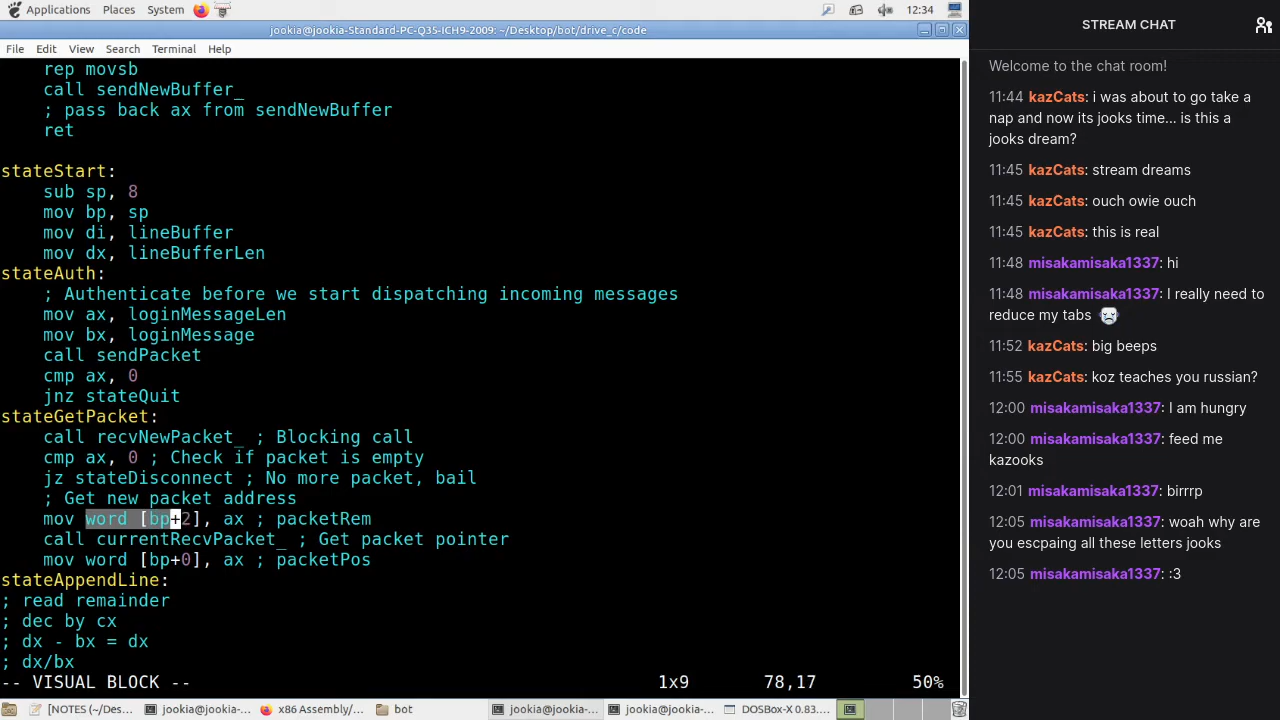 Applications Places System 12:34
jookia@jookia-Standard-PC-Q35-ICH9-2009: ~/Desktop/bot/drive_c/code
File Edit View Search Terminal Help
rep movsb
call sendNewBuffer_
; pass back ax from sendNewBuffer
ret
stateStart:
sub sp, 8
mov bp, sp
mov di, lineBuffer
mov dx, lineBufferLen
stateAuth:
; Authenticate before we start dispatching incoming messages
mov ax, loginMessageLen
mov bx, loginMessage
call sendPacket
cmp ax, 0
jnz stateQuit
stateGetPacket:
call recvNewPacket_ ; Blocking call
cmp ax, 0 ; Check if packet is empty
jz stateDisconnect ; No more packet, bail
; Get new packet address
mov word [bp+2], ax ; packetRem
call currentRecvPacket_ ; Get packet pointer
mov word [bp+0], ax ; packetPos
stateAppendLine:
; read remainder
; dec by cx
; dx - bx = dx
; dx/bx
-- VISUAL BLOCK -- 1x9 78,17 50%
[NOTES (~/Des... jookia@jookia-... x86 Assembly/... bot jookia@jookia-... jookia@jookia-... DOSBox-X 0.83...
STREAM CHAT
Welcome to the chat room!
11:44 kazCats: i was about to go take a
nap and now its jooks time... is this a
jooks dream?
11:45 kazCats: stream dreams
11:45 kazCats: ouch owie ouch
11:45 kazCats: this is real
11:48 misakamisaka1337: hi
11:48 misakamisaka1337: I really need to
reduce my tabs
11:52 kazCats: big beeps
11:55 kazCats: koz teaches you russian?
12:00 misakamisaka1337: I am hungry
12:00 misakamisaka1337: feed me
kazooks
12:01 misakamisaka1337: birrrp
12:05 misakamisaka1337: woah why are
you escpaing all these letters jooks
12:05 misakamisaka1337: :3